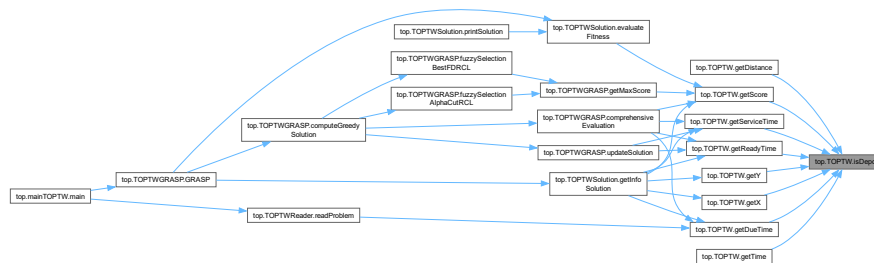 top.TOPTWSolution.evaluate
Fitness
top.TOPTWSolution.printSolution
top.TOPTWGRASP.fuzzySelection
BestFDRCL
top.TOPTW.getDistance
top.TOPTWGRASP.getMaxScore
top.TOPTW.getScore
top.TOPTWGRASP.fuzzySelection
AlphaCutRCL
top.TOPTWGRASP.comprehensive
Evaluation
top.TOPTW.getServiceTime
top.TOPTWGRASP.computeGreedy
Solution
top.TOPTWGRASP.updateSolution
top.TOPTW.getReadyTime
top.TOPTW.isDepo
top.TOPTWGRASP.GRASP
top.TOPTWSolution.getInfo
Solution
top.TOPTW.getY
top.mainTOPTW.main
top.TOPTW.getX
top.TOPTWReader.readProblem
top.TOPTW.getDueTime
top.TOPTW.getTime